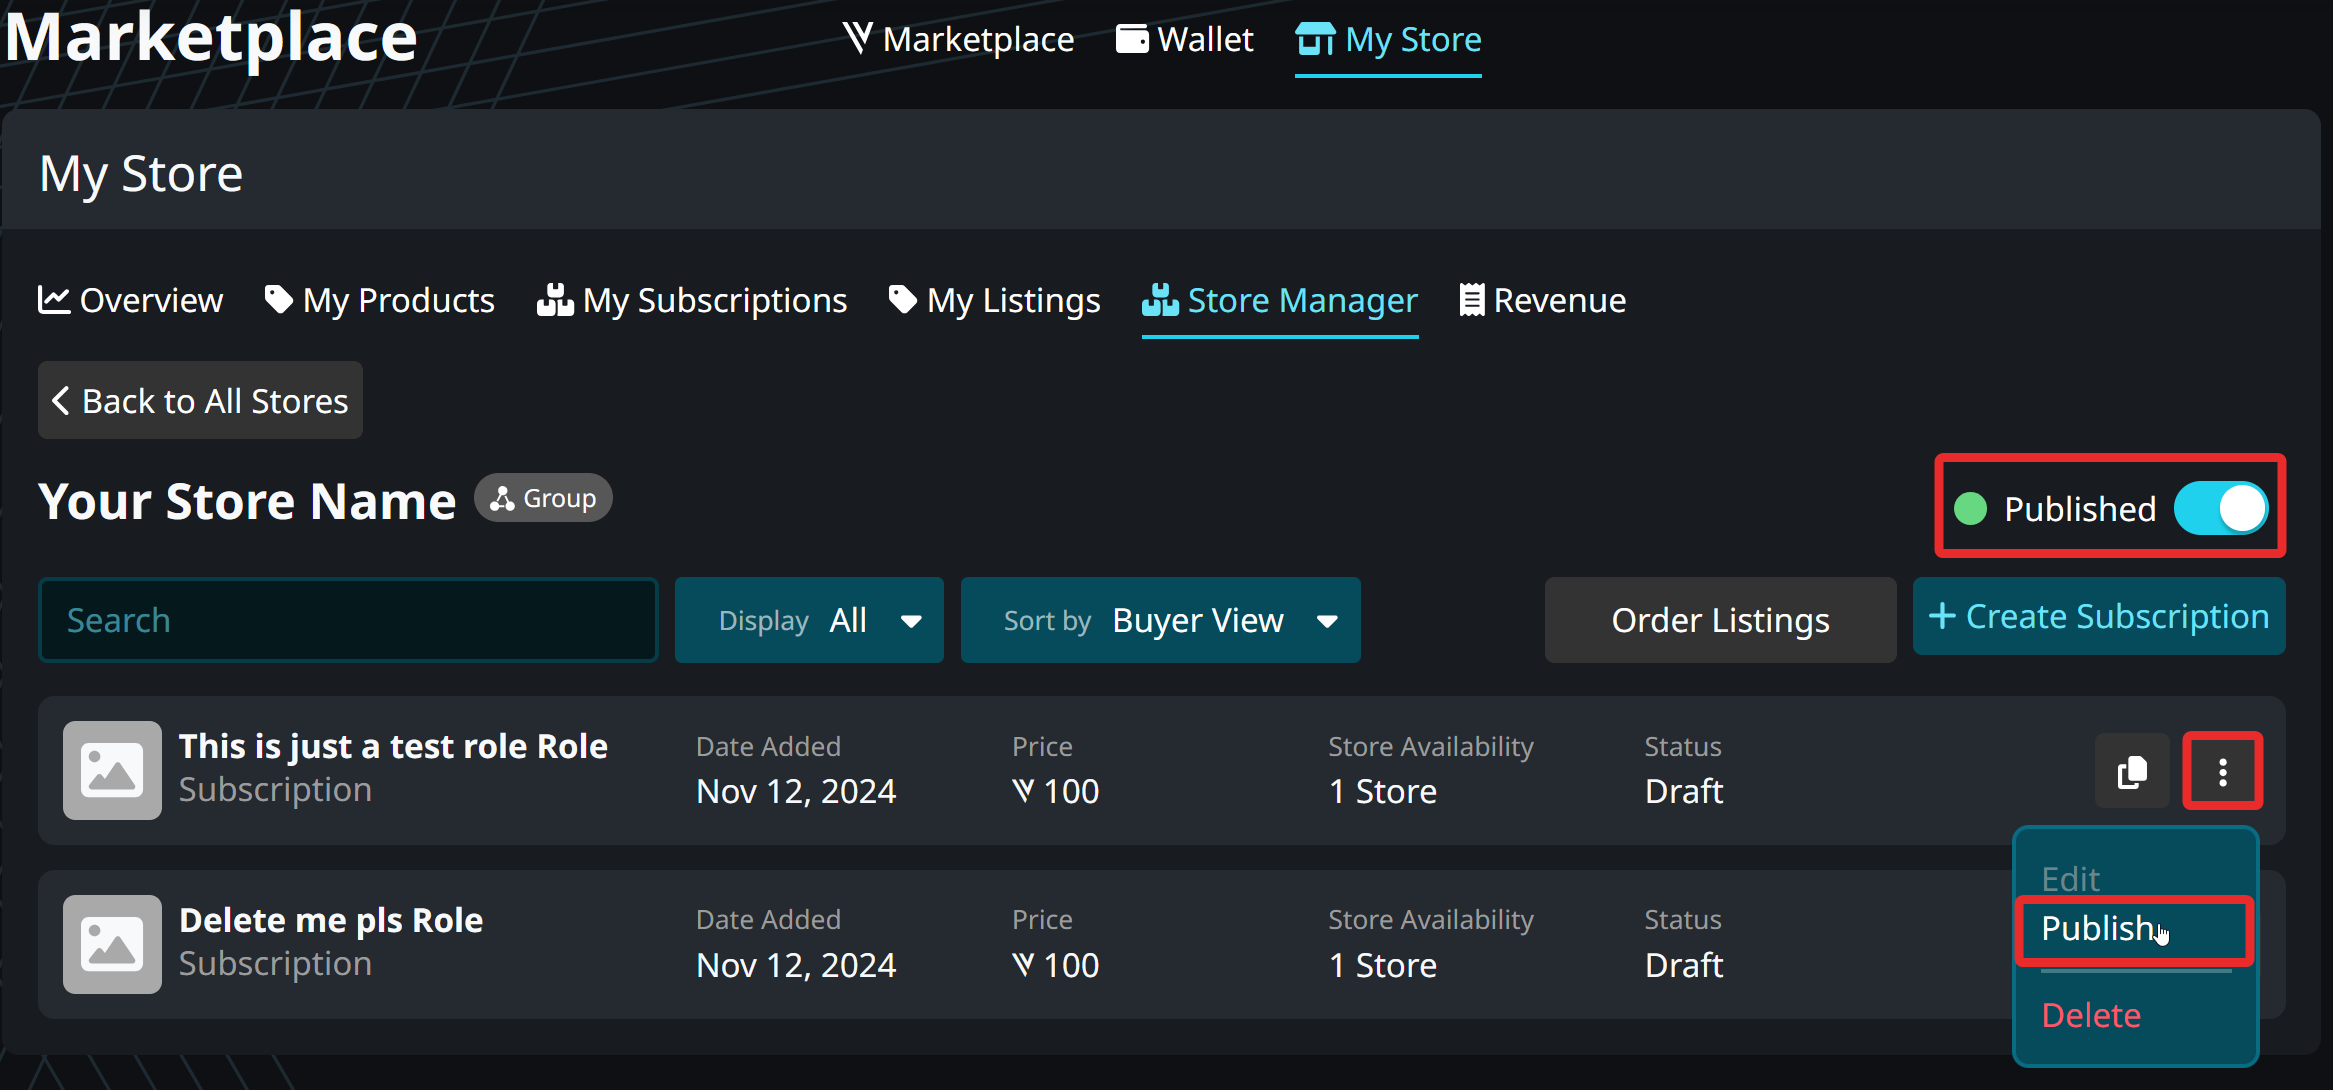 Marketplace
Marketplace Wallet My Store
My Store
Overview My Products My Subscriptions My Listings Store Manager Revenue
Back to All Stores
Your Store Name Group
Published
Search Display All Sort by Buyer View Order Listings + Create Subscription
This is just a test role Role Date Added Price Store Availability Status
Subscription Nov 12, 2024 100 1 Store Draft
Edit
Delete me pls Role Date Added Price Store Availability Status Publish
Subscription Nov 12, 2024 100 1 Store Draft
Delete